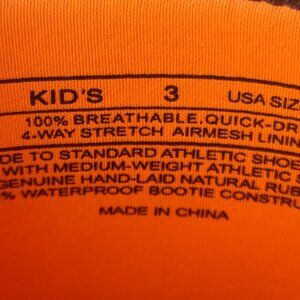 KID'S 3 USA SIZ
100% BREATHABLE, QUICK-DR
4-WAY STRETCH AIRMESH LININ
DE TO STANDARD ATHLETIC SHOE
WITH MEDIUM-WEIGHT ATHLETIC S
GENUINE HAND-LAID NATURAL RUB
% WATERPROOF BOOTIE CONSTRU
MADE IN CHINA